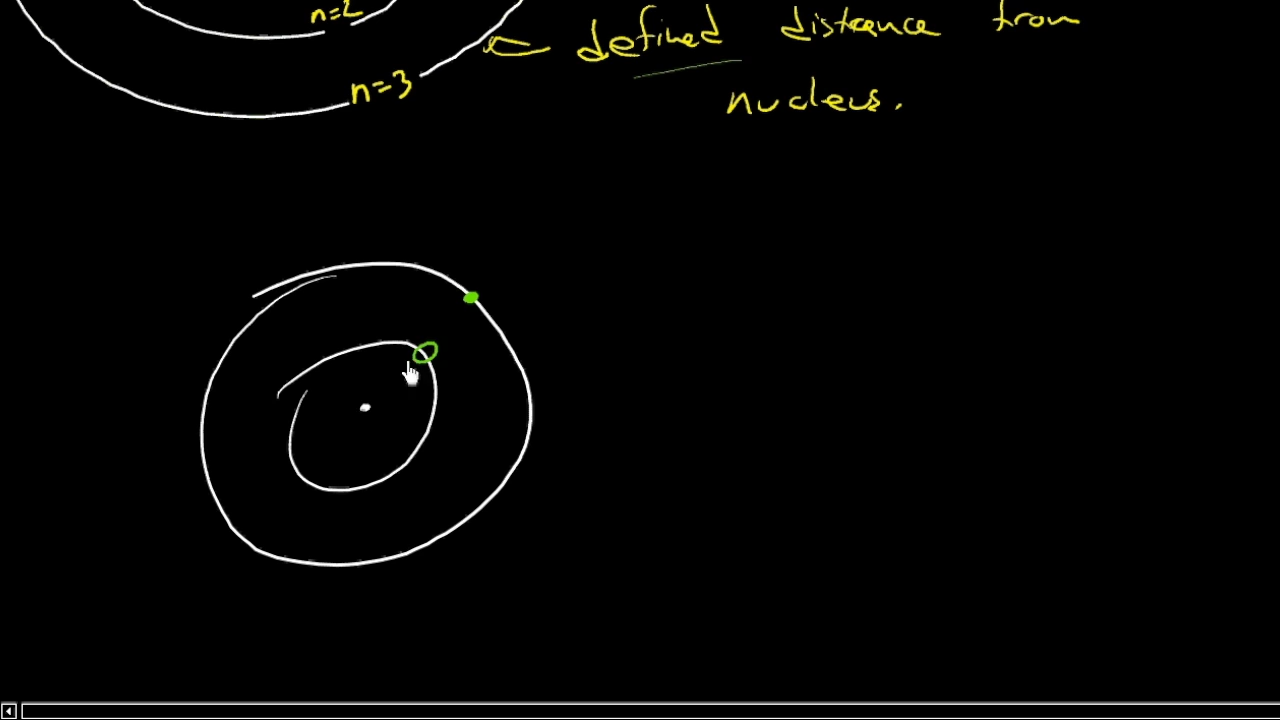 n=2
defined distance from
n=3
nucleus.